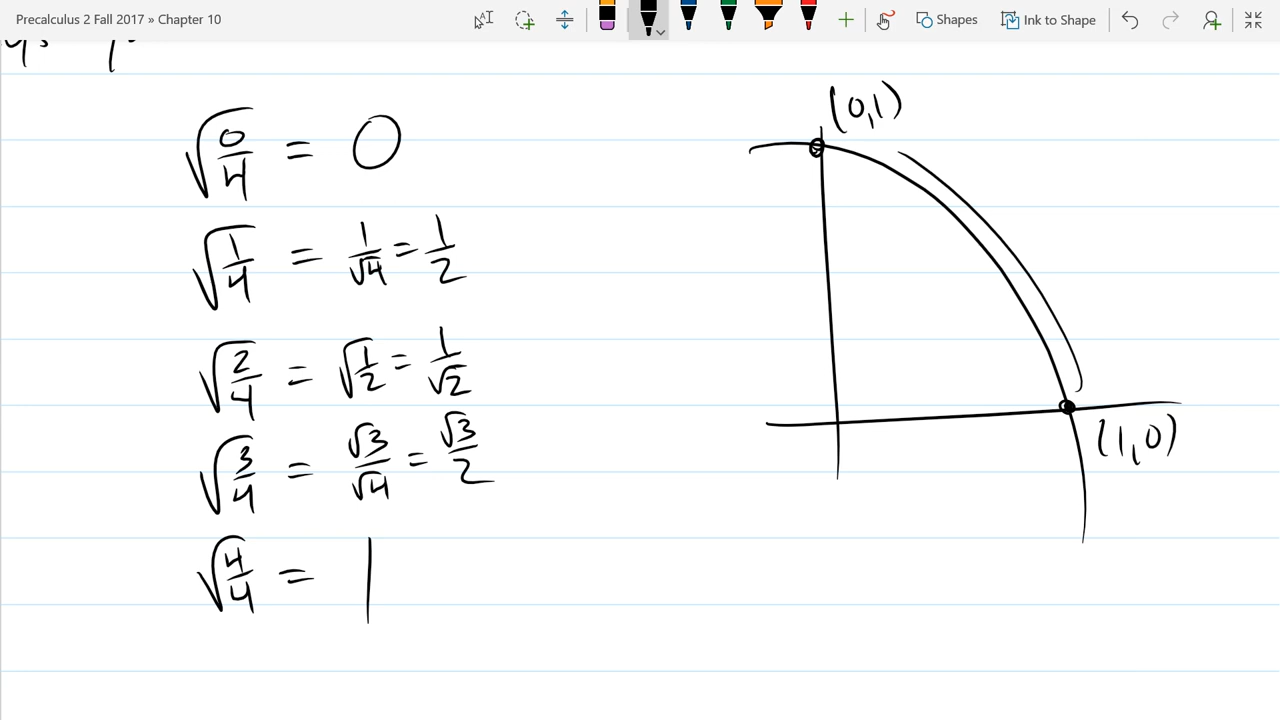 Precalculus 2 Fall 2017 » Chapter 10
Shapes
Ink to Shape
√(0/4) = 0
√(1/4) = 1/√4 = 1/2
√(2/4) = √(1/2) = 1/√2
√(3/4) = √3/√4 = √3/2
√(4/4) = 1
(0,1)
(1,0)